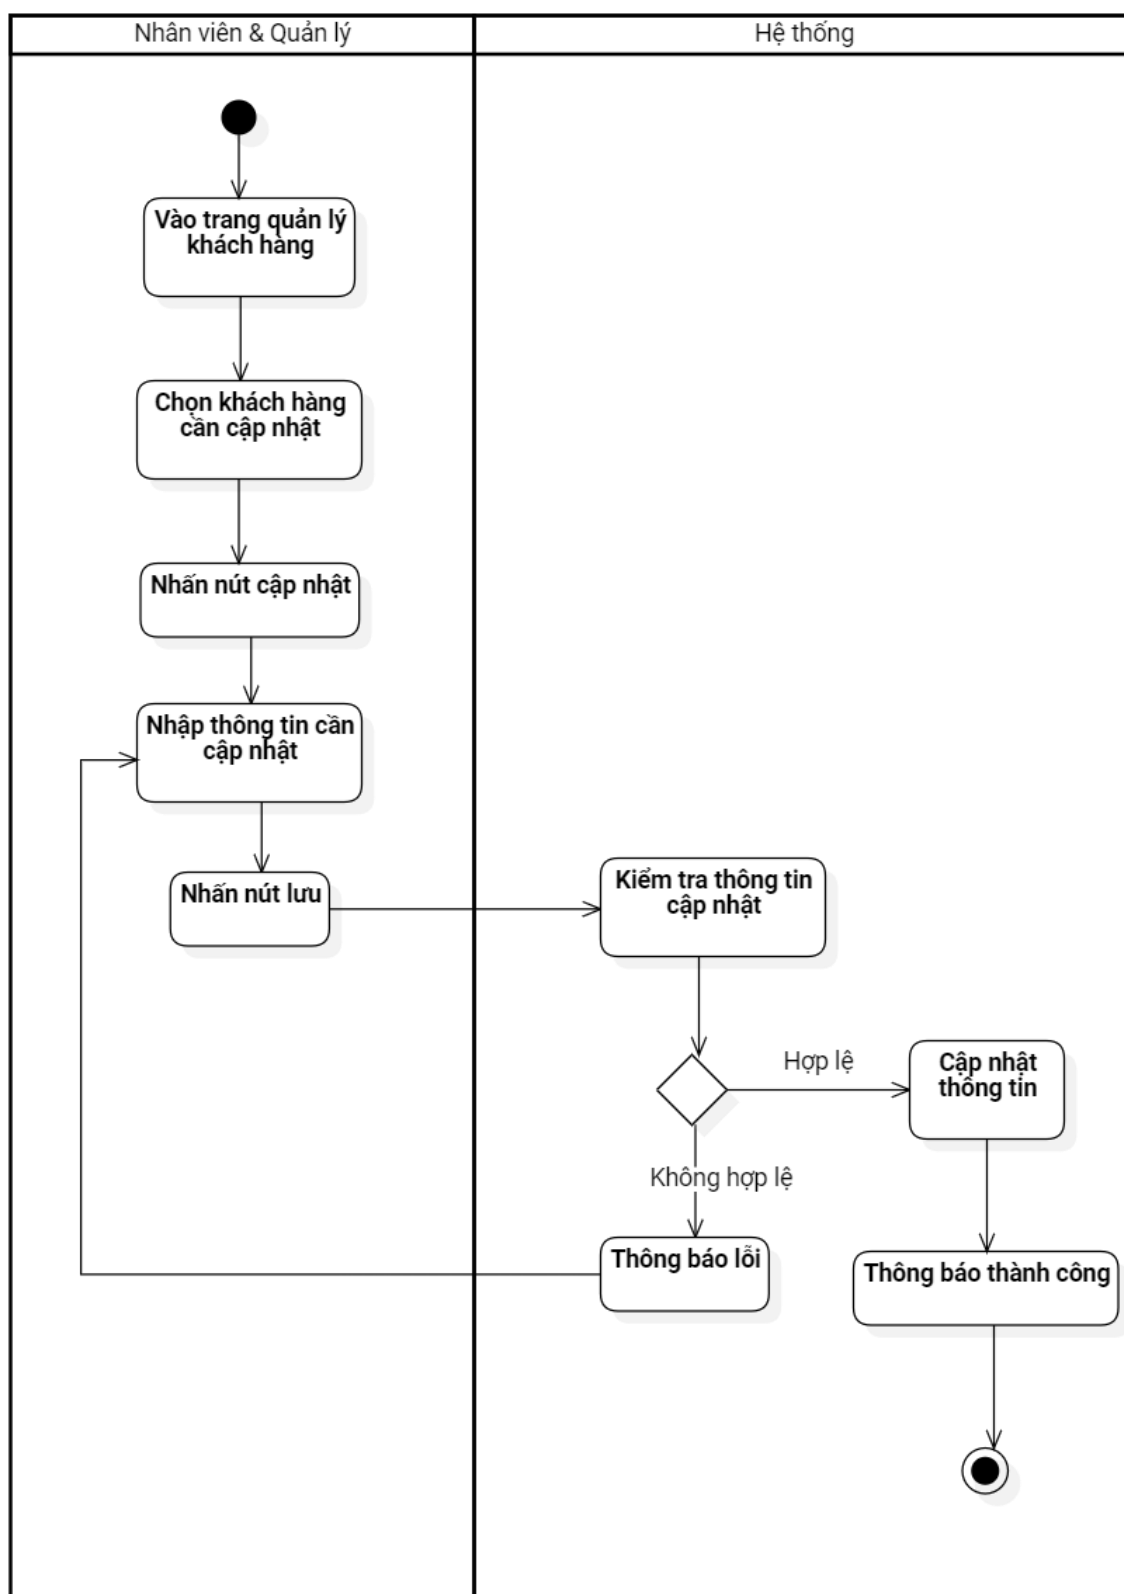 Nhân viên & Quản lý
Hệ thống
Vào trang quản lý
khách hàng
Chọn khách hàng
cần cập nhật
Nhấn nút cập nhật
Nhập thông tin cần
cập nhật
Nhấn nút lưu
Kiểm tra thông tin
cập nhật
Hợp lệ
Cập nhật
thông tin
Không hợp lệ
Thông báo lỗi
Thông báo thành công